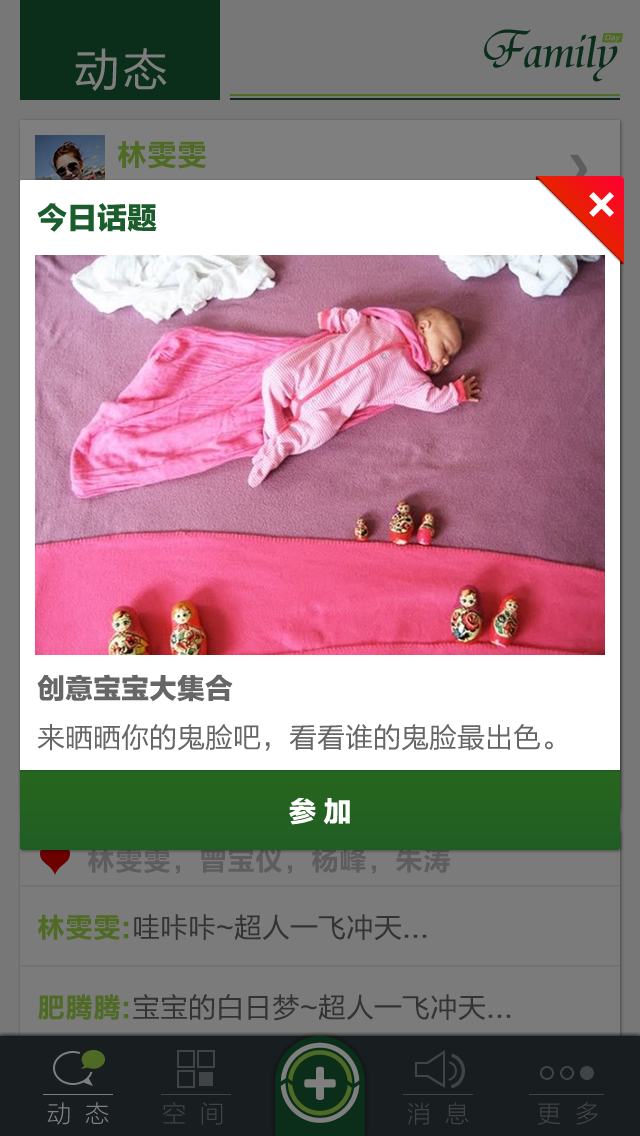 动态
Family
Day
林雯雯
今日话题
创意宝宝大集合
来晒晒你的鬼脸吧，看看谁的鬼脸最出色。
参加
林雯雯，曾宝仪，杨峰，朱涛
林雯雯:哇咔咔~超人一飞冲天...
肥腾腾:宝宝的白日梦~超人一飞冲天...
动态
空间
消息
更多